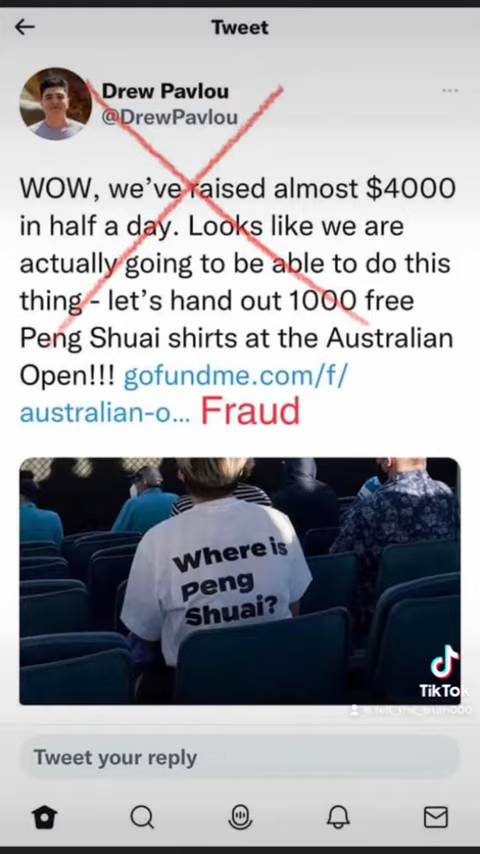 Tweet
Drew Pavlou
@DrewPavlou
WOW, we've raised almost $4000
in half a day. Looks like we are
actually going to be able to do this
thing - let's hand out 1000 free
Peng Shuai shirts at the Australian
Open!!! gofundme.com/f/
australian-o... Fraud
Where is
Peng
Shuai?
TikTok
Tweet your reply